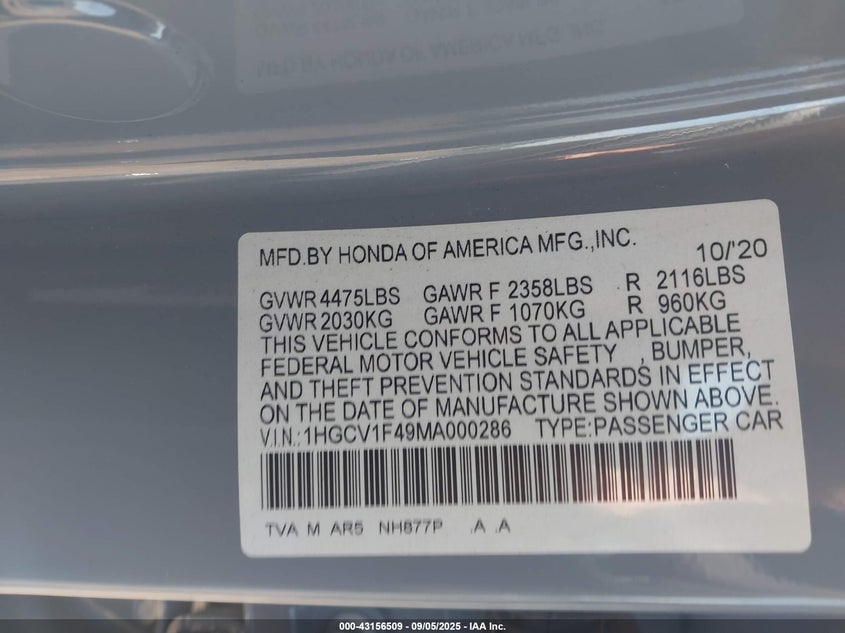 MFD.BY HONDA OF AMERICA MFG.,INC. 10/'20
GVWR 4475LBS GAWR F 2358LBS R 2116LBS
GVWR 2030KG GAWR F 1070KG R 960KG
THIS VEHICLE CONFORMS TO ALL APPLICABLE
FEDERAL MOTOR VEHICLE SAFETY , BUMPER,
AND THEFT PREVENTION STANDARDS IN EFFECT
ON THE DATE OF MANUFACTURE SHOWN ABOVE.
V.I.N.:1HGCV1F49MA000286 TYPE:PASSENGER CAR
TVA M AR5 NH877P .A .A
000-43156509 - 09/05/2025 - IAA Inc.